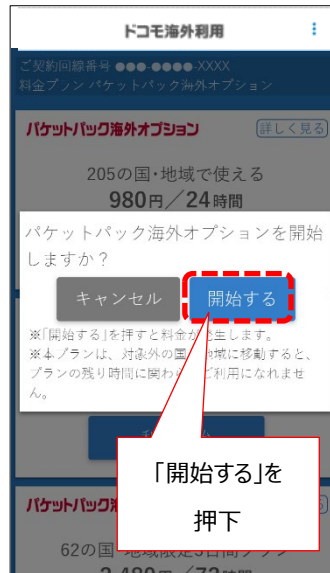 ドコモ海外利用
ご契約回線番号 ●●●-●●●●-XXXX
料金プラン パケットパック海外オプション
パケットパック海外オプション 詳しく見る
205の国・地域で使える
980円／24時間
パケットパック海外オプションを開始
しますか？
キャンセル 開始する
※「開始する」を押すと料金が発生します。
※本プランは、対象外の国・地域に移動すると、
プランの残り時間に関わらずご利用になれませ
ん。
「開始する」を
押下
パケットパック海
62の国・地域限定3日間プラン
2,480円／72時間